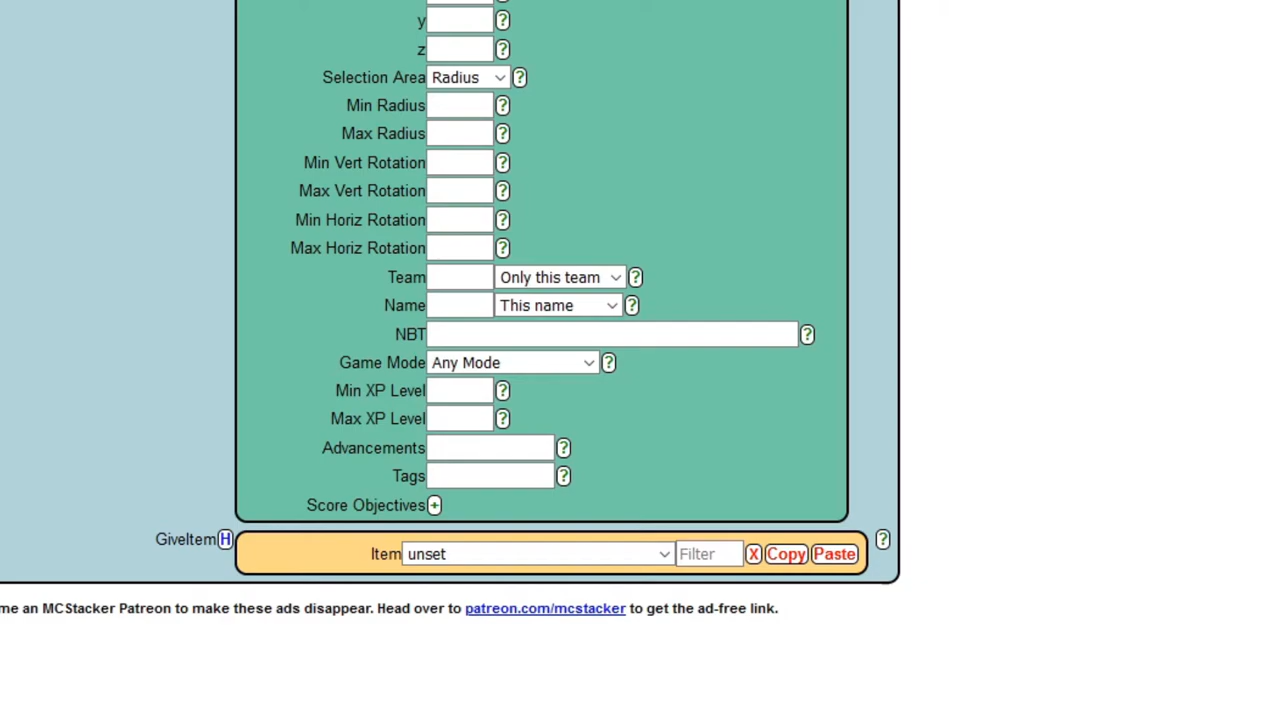 y ?
z ?
Selection Area Radius ?
Min Radius ?
Max Radius ?
Min Vert Rotation ?
Max Vert Rotation ?
Min Horiz Rotation ?
Max Horiz Rotation ?
Team Only this team ?
Name This name ?
NBT ?
Game Mode Any Mode ?
Min XP Level ?
Max XP Level ?
Advancements ?
Tags ?
Score Objectives +
GiveItem H ?
Item unset Filter X Copy Paste
me an MCStacker Patreon to make these ads disappear. Head over to patreon.com/mcstacker to get the ad-free link.